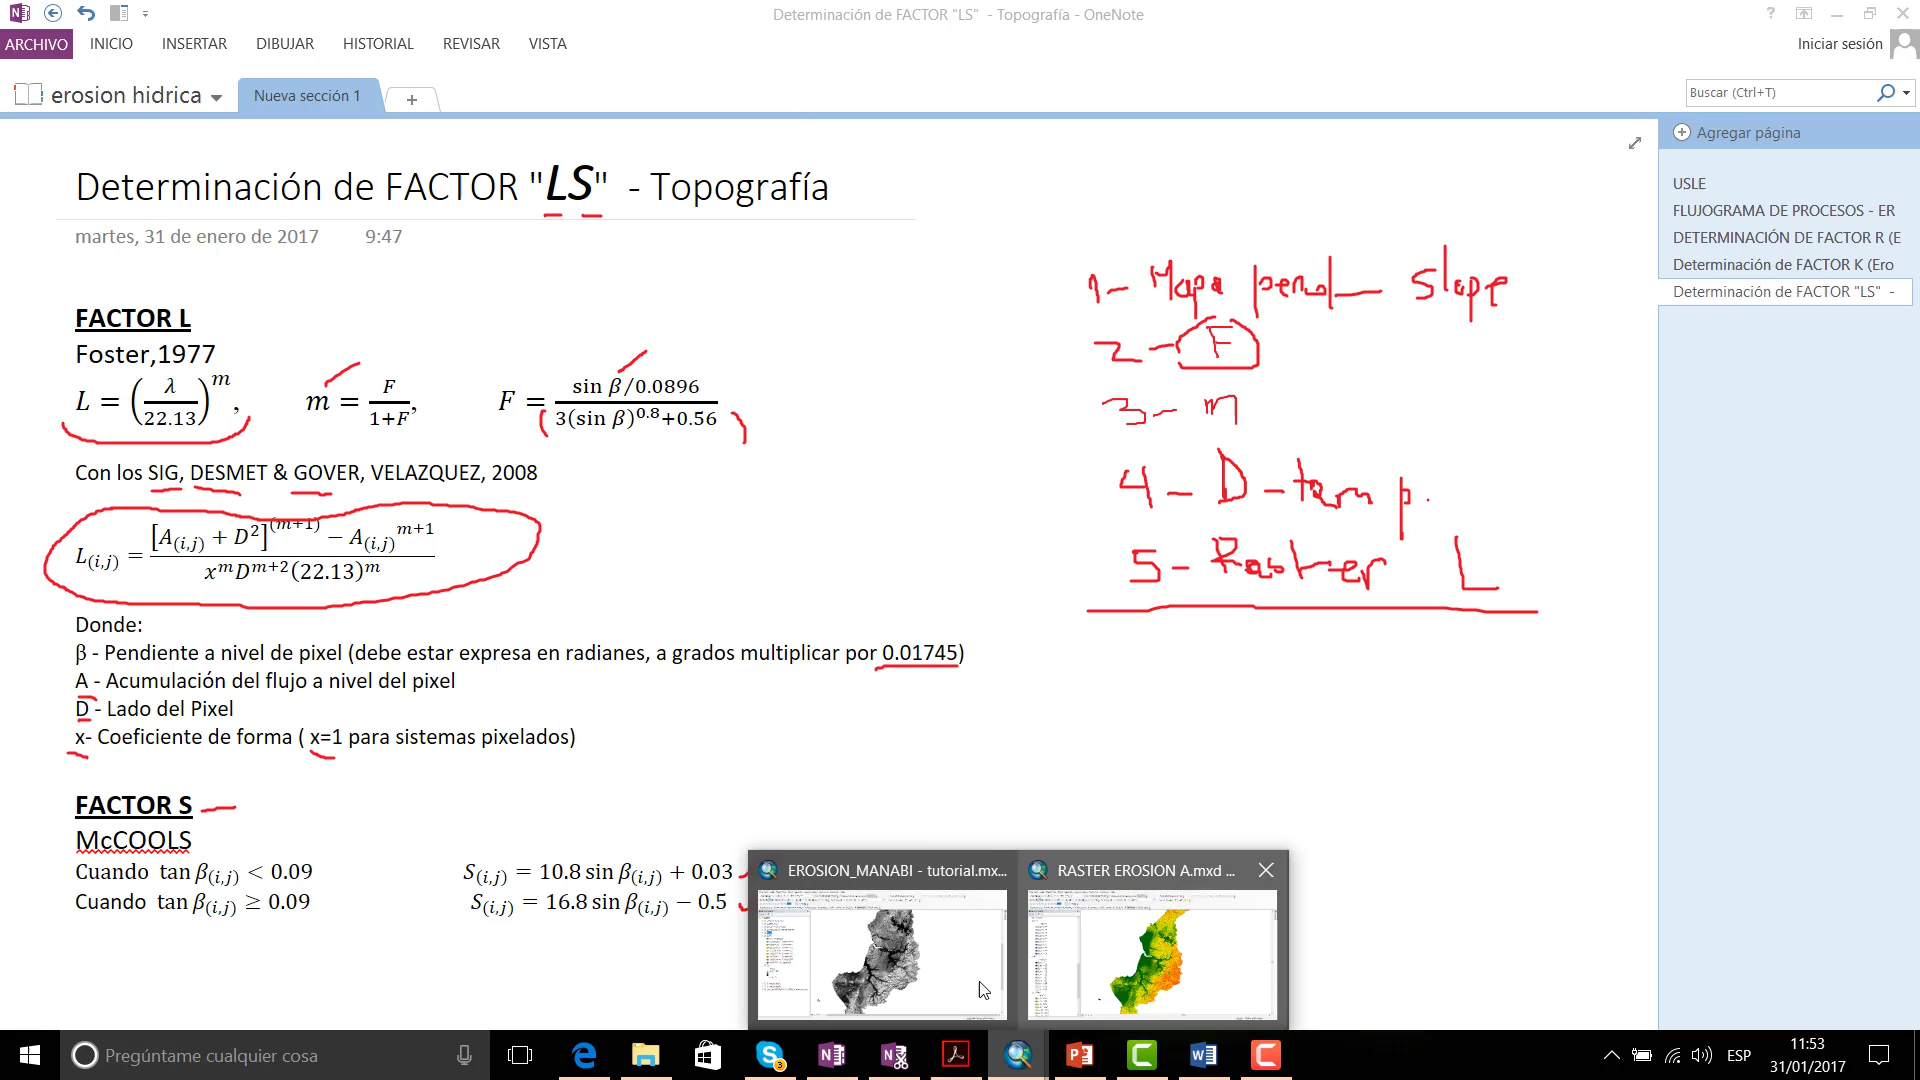 Determinación de FACTOR "LS" - Topografía - OneNote
ARCHIVO INICIO INSERTAR DIBUJAR HISTORIAL REVISAR VISTA
Iniciar sesión
erosion hidrica Nueva sección 1 +
Buscar (Ctrl+T)
Agregar página
USLE
FLUJOGRAMA DE PROCESOS - ER
DETERMINACIÓN DE FACTOR R (E
Determinación de FACTOR K (Ero
Determinación de FACTOR "LS" -
Determinación de FACTOR "LS" - Topografía
martes, 31 de enero de 2017 9:47
FACTOR L
Foster,1977
L = (λ/22.13)^m, m = F/(1+F), F = (sin β/0.0896)/(3(sin β)^0.8+0.56)
Con los SIG, DESMET & GOVER, VELAZQUEZ, 2008
L(i,j) = ([A(i,j) + D^2]^(m+1) − A(i,j)^m+1)/(x^m D^m+2 (22.13)^m)
Donde:
β - Pendiente a nivel de pixel (debe estar expresa en radianes, a grados multiplicar por 0.01745)
A - Acumulación del flujo a nivel del pixel
D - Lado del Pixel
x- Coeficiente de forma ( x=1 para sistemas pixelados)
FACTOR S
McCOOLS
Cuando tan β(i,j) < 0.09 S(i,j) = 10.8 sin β(i,j) + 0.03
Cuando tan β(i,j) ≥ 0.09 S(i,j) = 16.8 sin β(i,j) − 0.5
1- Mapa pend— Slope
2- F
3- m
4- D-tam p.
5- Raster L
EROSION_MANABI - tutorial.mx... RASTER EROSION A.mxd ...
Pregúntame cualquier cosa
3
ESP
11:53
31/01/2017